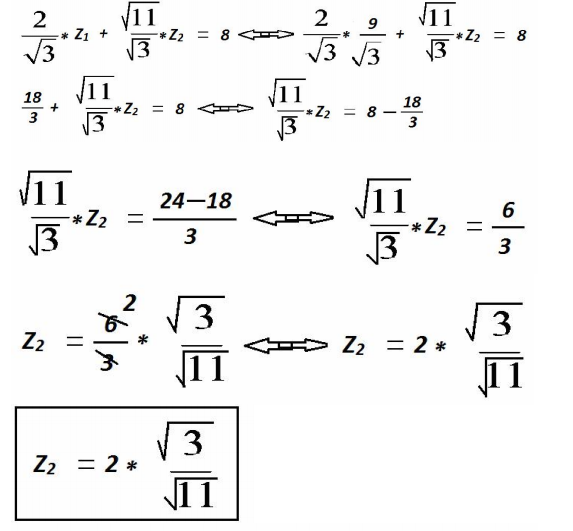 2/√3 * Z₁ + √11/√3 * Z₂ = 8 ⟺ 2/√3 * 9/√3 + √11/√3 * Z₂ = 8
18/3 + √11/√3 * Z₂ = 8 ⟺ √11/√3 * Z₂ = 8 − 18/3
√11/√3 * Z₂ = 24−18/3 ⟺ √11/√3 * Z₂ = 6/3
Z₂ = 6/3 2 * √3/√11 ⟺ Z₂ = 2 * √3/√11
Z₂ = 2 * √3/√11